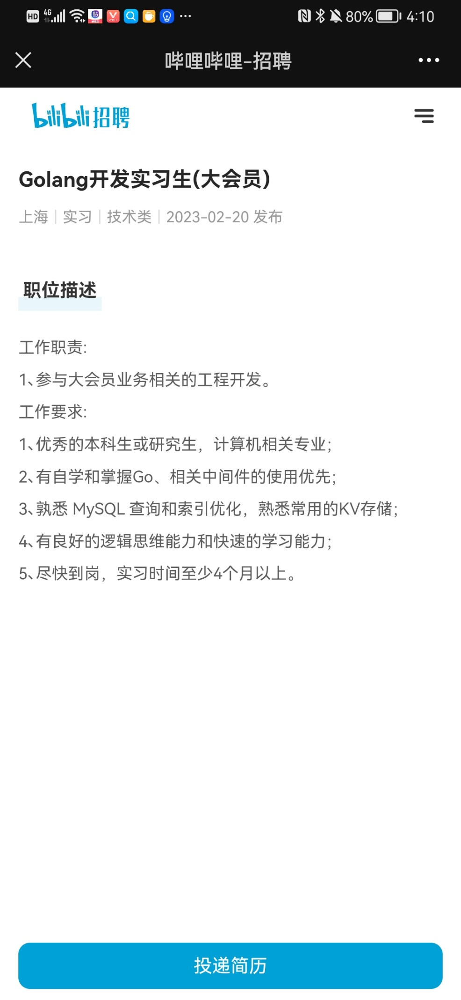 HD 4G 80% 4:10
哔哩哔哩-招聘
bilibili 招聘
Golang开发实习生(大会员)
上海｜实习｜技术类｜2023-02-20 发布
职位描述
工作职责:
1、参与大会员业务相关的工程开发。
工作要求:
1、优秀的本科生或研究生，计算机相关专业;
2、有自学和掌握Go、相关中间件的使用优先;
3、孰悉 MySQL 查询和索引优化，熟悉常用的KV存储;
4、有良好的逻辑思维能力和快速的学习能力;
5、尽快到岗，实习时间至少4个月以上。
投递简历